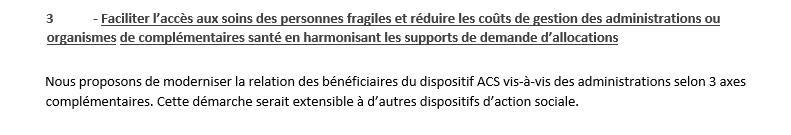 3 - Faciliter l’accès aux soins des personnes fragiles et réduire les coûts de gestion des administrations ou
organismes de complémentaires santé en harmonisant les supports de demande d’allocations
Nous proposons de moderniser la relation des bénéficiaires du dispositif ACS vis-à-vis des administrations selon 3 axes
complémentaires. Cette démarche serait extensible à d’autres dispositifs d’action sociale.